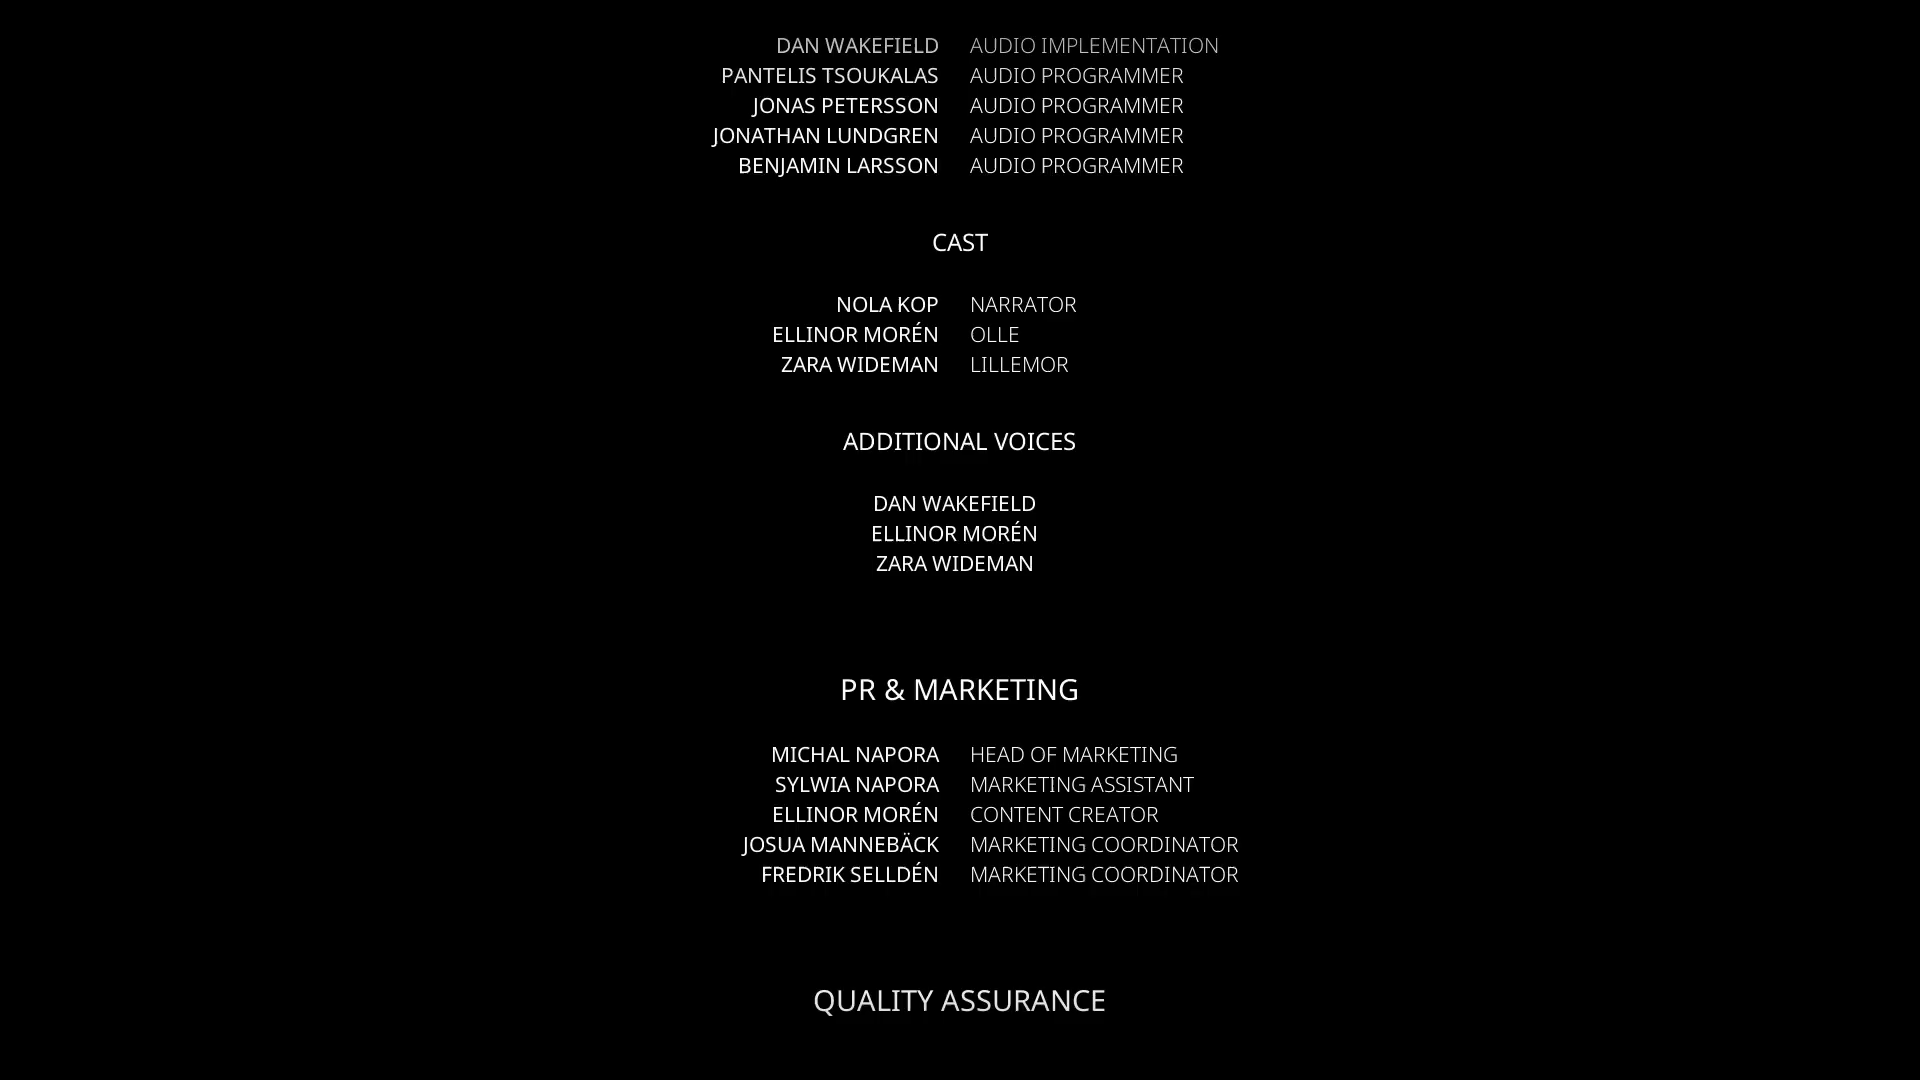 DAN WAKEFIELD AUDIO IMPLEMENTATION
PANTELIS TSOUKALAS AUDIO PROGRAMMER
JONAS PETERSSON AUDIO PROGRAMMER
JONATHAN LUNDGREN AUDIO PROGRAMMER
BENJAMIN LARSSON AUDIO PROGRAMMER
CAST
NOLA KOP NARRATOR
ELLINOR MORÉN OLLE
ZARA WIDEMAN LILLEMOR
ADDITIONAL VOICES
DAN WAKEFIELD
ELLINOR MORÉN
ZARA WIDEMAN
PR & MARKETING
MICHAL NAPORA HEAD OF MARKETING
SYLWIA NAPORA MARKETING ASSISTANT
ELLINOR MORÉN CONTENT CREATOR
JOSUA MANNEBÄCK MARKETING COORDINATOR
FREDRIK SELLDÉN MARKETING COORDINATOR
QUALITY ASSURANCE